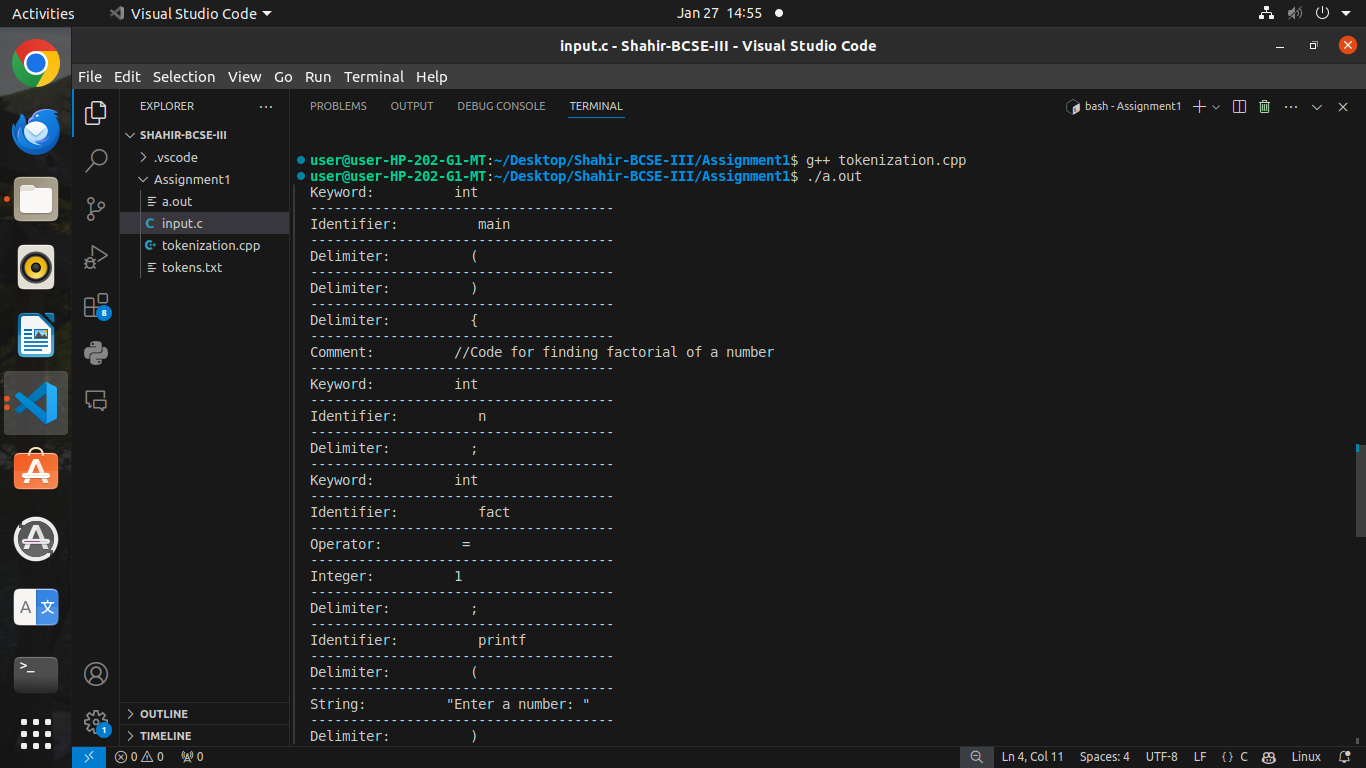 Activities
Visual Studio Code
Jan 27 14:55
input.c - Shahir-BCSE-III - Visual Studio Code
File Edit Selection View Go Run Terminal Help
EXPLORER
SHAHIR-BCSE-III
.vscode
Assignment1
a.out
input.c
tokenization.cpp
tokens.txt
OUTLINE
TIMELINE
8
1
PROBLEMS OUTPUT DEBUG CONSOLE TERMINAL
bash - Assignment1
user@user-HP-202-G1-MT:~/Desktop/Shahir-BCSE-III/Assignment1$ g++ tokenization.cpp
user@user-HP-202-G1-MT:~/Desktop/Shahir-BCSE-III/Assignment1$ ./a.out
Keyword: int
--------------------------------------
Identifier: main
--------------------------------------
Delimiter: (
--------------------------------------
Delimiter: )
--------------------------------------
Delimiter: {
--------------------------------------
Comment: //Code for finding factorial of a number
--------------------------------------
Keyword: int
--------------------------------------
Identifier: n
--------------------------------------
Delimiter: ;
--------------------------------------
Keyword: int
--------------------------------------
Identifier: fact
--------------------------------------
Operator: =
--------------------------------------
Integer: 1
--------------------------------------
Delimiter: ;
--------------------------------------
Identifier: printf
--------------------------------------
Delimiter: (
--------------------------------------
String: "Enter a number: "
--------------------------------------
Delimiter: )
0 0 0 Ln 4, Col 11 Spaces: 4 UTF-8 LF { } C Linux